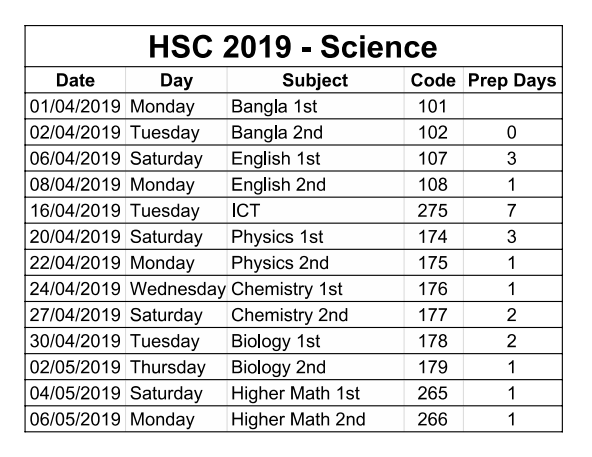 HSC 2019 - Science
Date Day Subject Code Prep Days
01/04/2019 Monday Bangla 1st 101
02/04/2019 Tuesday Bangla 2nd 102 0
06/04/2019 Saturday English 1st 107 3
08/04/2019 Monday English 2nd 108 1
16/04/2019 Tuesday ICT 275 7
20/04/2019 Saturday Physics 1st 174 3
22/04/2019 Monday Physics 2nd 175 1
24/04/2019 Wednesday Chemistry 1st 176 1
27/04/2019 Saturday Chemistry 2nd 177 2
30/04/2019 Tuesday Biology 1st 178 2
02/05/2019 Thursday Biology 2nd 179 1
04/05/2019 Saturday Higher Math 1st 265 1
06/05/2019 Monday Higher Math 2nd 266 1